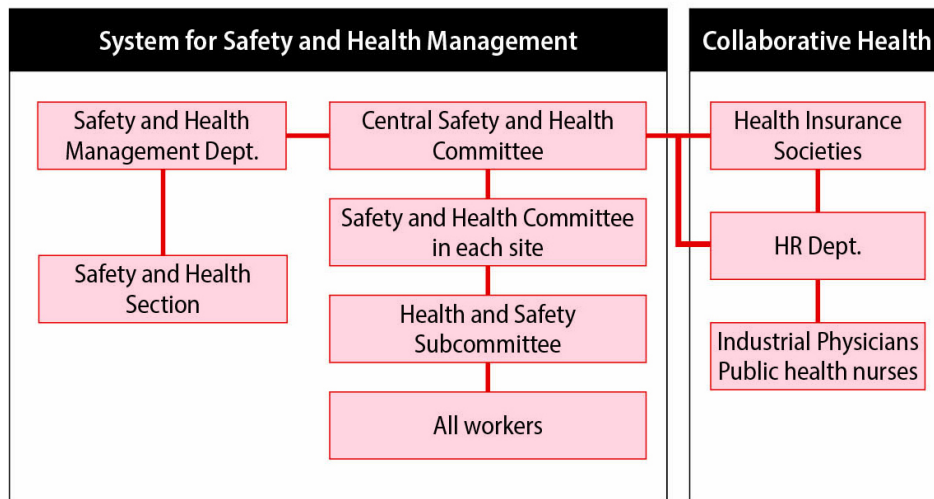 System for Safety and Health Management
Collaborative Health
Safety and Health
Management Dept.
Central Safety and Health
Committee
Health Insurance
Societies
Safety and Health Committee
in each site
HR Dept.
Safety and Health
Section
Health and Safety
Subcommittee
Industrial Physicians
Public health nurses
All workers